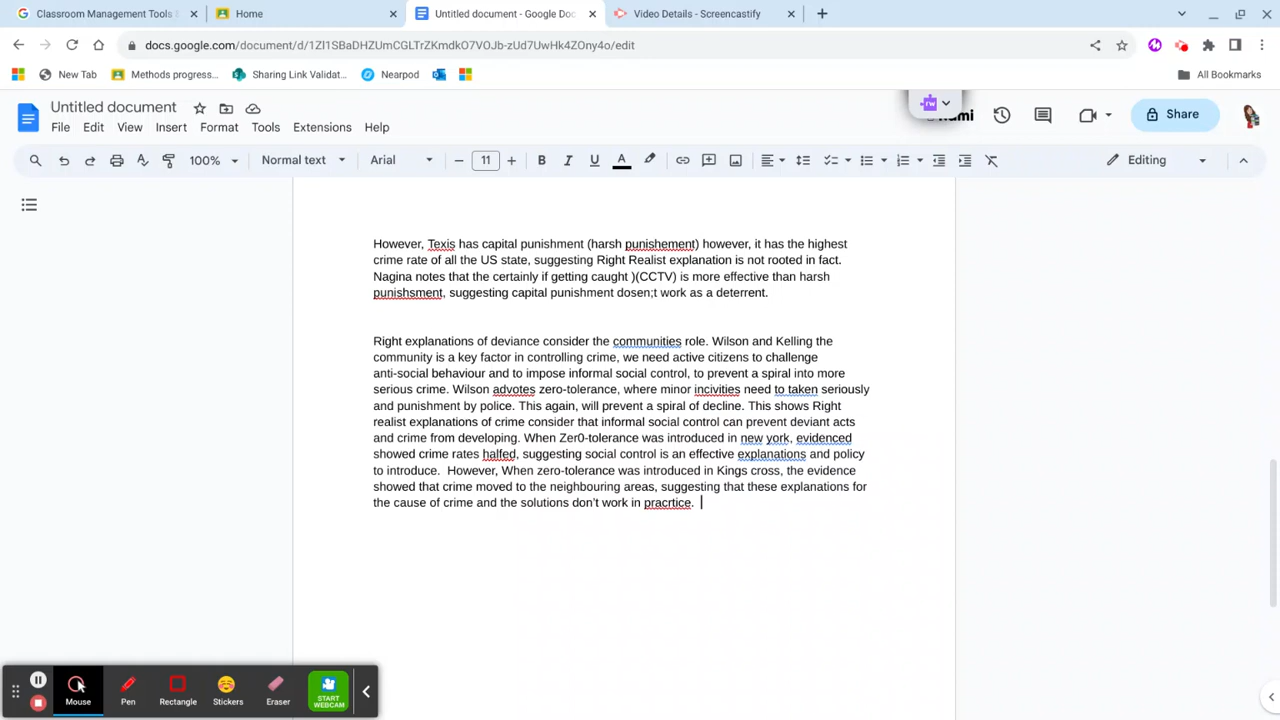 Classroom Management Tools
Home
Untitled document - Google Doc
Video Details - Screencastify
docs.google.com/document/d/1Zl1SBaDHZUmCGLTrZKmdkO7VOJb-zUd7UwHk4ZOny4o/edit
New Tab
Methods progress...
Sharing Link Validat...
Nearpod
All Bookmarks
Untitled document
rw
Kami
Share
File Edit View Insert Format Tools Extensions Help
100%
Normal text
Arial
11
B I U A
Editing
However, Texis has capital punishment (harsh punishement) however, it has the highest
crime rate of all the US state, suggesting Right Realist explanation is not rooted in fact.
Nagina notes that the certainly if getting caught )(CCTV) is more effective than harsh
punishsment, suggesting capital punishment dosen;t work as a deterrent.
Right explanations of deviance consider the communities role. Wilson and Kelling the
community is a key factor in controlling crime, we need active citizens to challenge
anti-social behaviour and to impose informal social control, to prevent a spiral into more
serious crime. Wilson advotes zero-tolerance, where minor incivities need to taken seriously
and punishment by police. This again, will prevent a spiral of decline. This shows Right
realist explanations of crime consider that informal social control can prevent deviant acts
and crime from developing. When Zer0-tolerance was introduced in new york, evidenced
showed crime rates halfed, suggesting social control is an effective explanations and policy
to introduce.  However, When zero-tolerance was introduced in Kings cross, the evidence
showed that crime moved to the neighbouring areas, suggesting that these explanations for
the cause of crime and the solutions don't work in pracrtice.
Mouse
Pen
Rectangle
Stickers
Eraser
START
WEBCAM